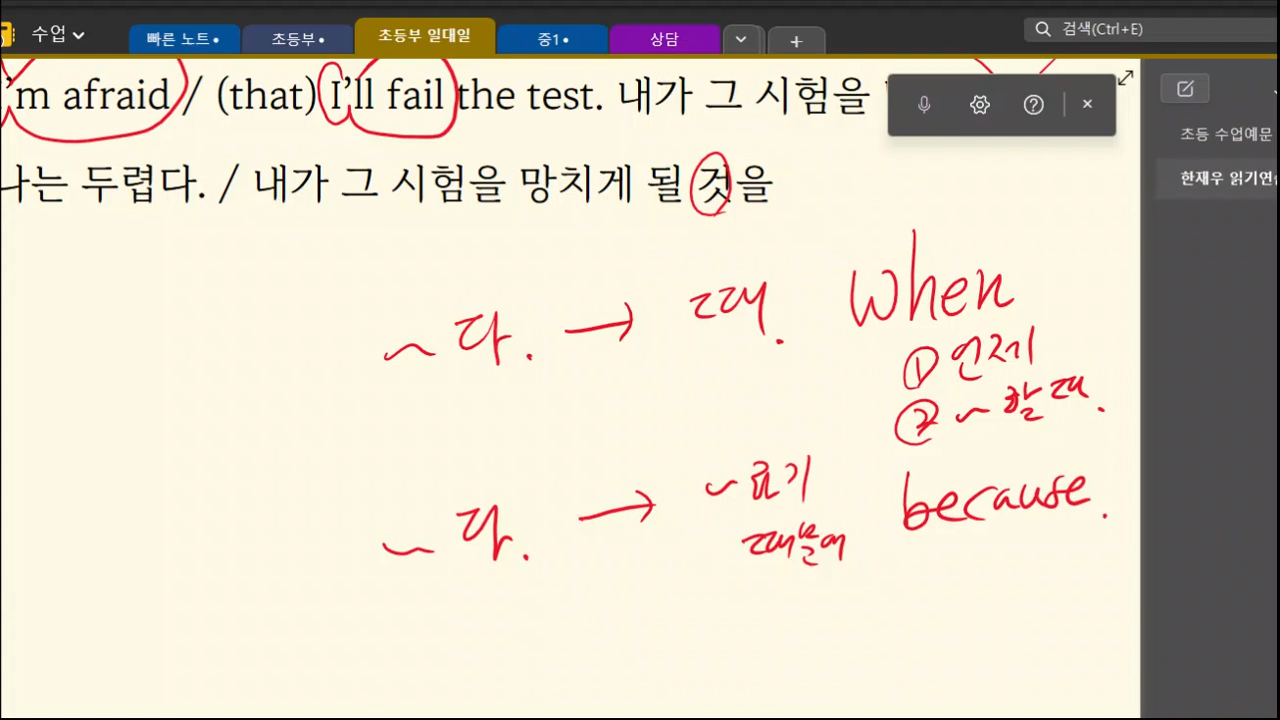 수업
빠른 노트•
초등부•
초등부 일대일
중1•
상담
검색(Ctrl+E)
'm afraid / (that) I'll fail the test. 내가 그 시험을
나는 두렵다. / 내가 그 시험을 망치게 될 것을
초등 수업예문
한재우 읽기연습
~ 다. → 때. When
① 언제
② ~ 할 때.
~ 다. → ~ 기 because.
때문에